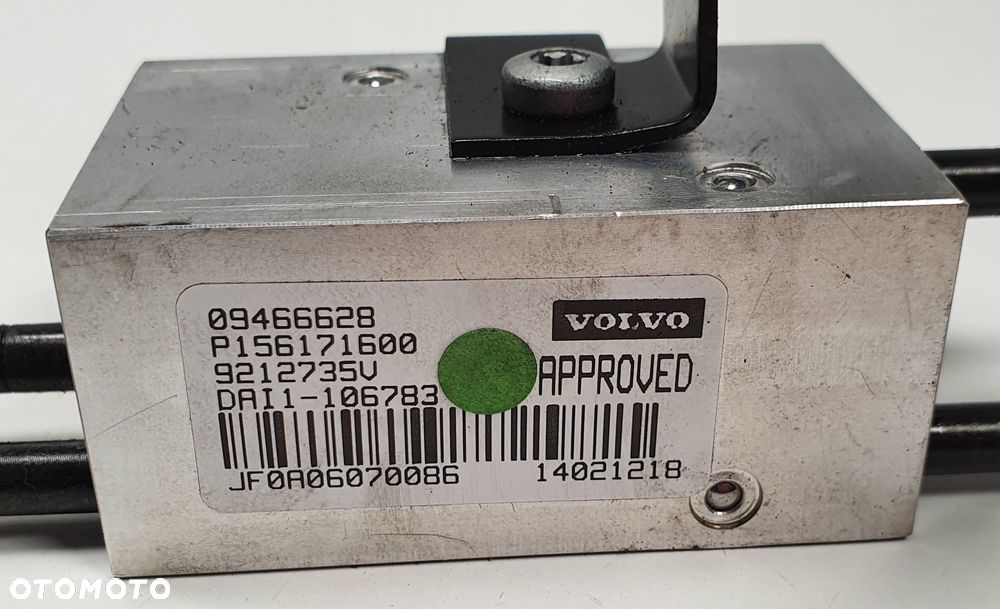 09466628
VOLVO
P156171600
9212735V
APPROVED
DAI1-106783
JF0A06070086 14021218
OTOMOTO